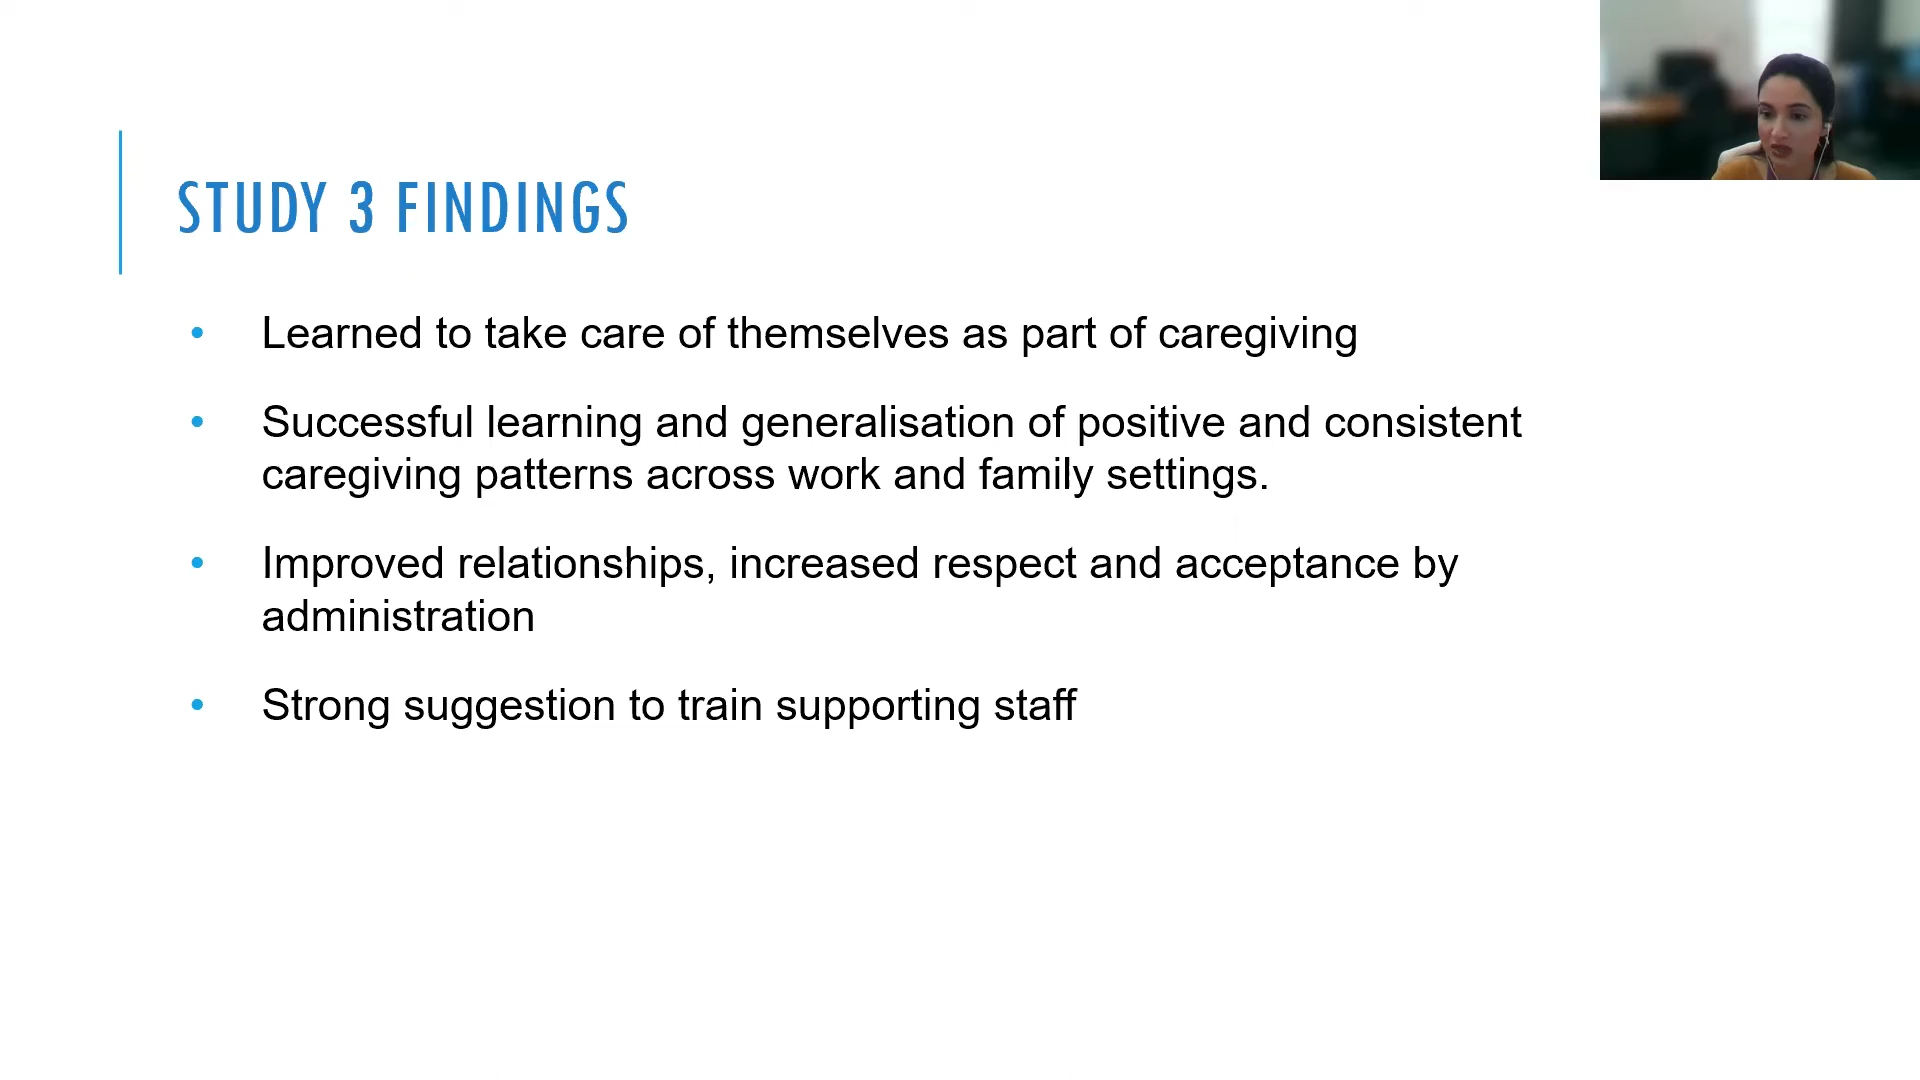 STUDY 3 FINDINGS
• Learned to take care of themselves as part of caregiving
• Successful learning and generalisation of positive and consistent
caregiving patterns across work and family settings.
• Improved relationships, increased respect and acceptance by
administration
• Strong suggestion to train supporting staff